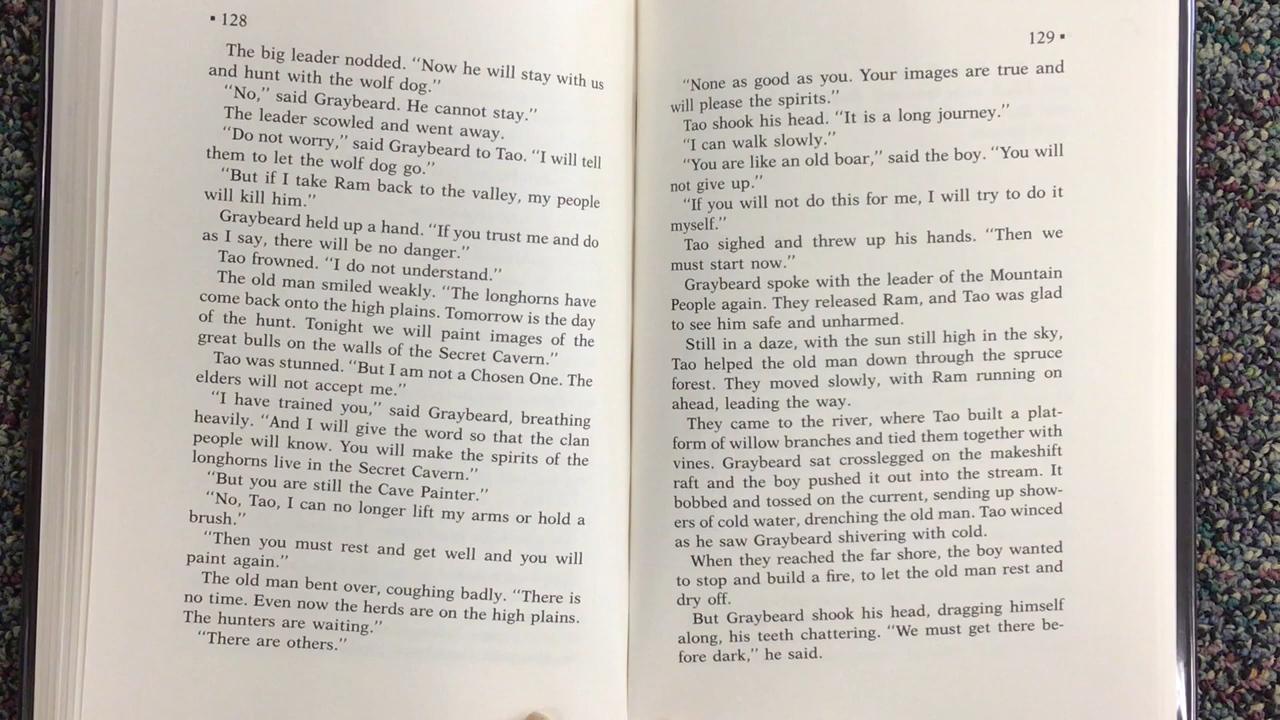 ▪ 128
The big leader nodded. “Now he will stay with us
and hunt with the wolf dog.”
“No,” said Graybeard. He cannot stay.”
The leader scowled and went away.
“Do not worry,” said Graybeard to Tao. “I will tell
them to let the wolf dog go.”
“But if I take Ram back to the valley, my people
will kill him.”
Graybeard held up a hand. “If you trust me and do
as I say, there will be no danger.”
Tao frowned. “I do not understand.”
The old man smiled weakly. “The longhorns have
come back onto the high plains. Tomorrow is the day
of the hunt. Tonight we will paint images of the
great bulls on the walls of the Secret Cavern.”
Tao was stunned. “But I am not a Chosen One. The
elders will not accept me.”
“I have trained you,” said Graybeard, breathing
heavily. “And I will give the word so that the clan
people will know. You will make the spirits of the
longhorns live in the Secret Cavern.”
“But you are still the Cave Painter.”
“No, Tao, I can no longer lift my arms or hold a
brush.”
“Then you must rest and get well and you will
paint again.”
The old man bent over, coughing badly. “There is
no time. Even now the herds are on the high plains.
The hunters are waiting.”
“There are others.”
129 ▪
“None as good as you. Your images are true and
will please the spirits.”
Tao shook his head. “It is a long journey.”
“I can walk slowly.”
“You are like an old boar,” said the boy. “You will
not give up.”
“If you will not do this for me, I will try to do it
myself.”
Tao sighed and threw up his hands. “Then we
must start now.”
Graybeard spoke with the leader of the Mountain
People again. They released Ram, and Tao was glad
to see him safe and unharmed.
Still in a daze, with the sun still high in the sky,
Tao helped the old man down through the spruce
forest. They moved slowly, with Ram running on
ahead, leading the way.
They came to the river, where Tao built a plat-
form of willow branches and tied them together with
vines. Graybeard sat crosslegged on the makeshift
raft and the boy pushed it out into the stream. It
bobbed and tossed on the current, sending up show-
ers of cold water, drenching the old man. Tao winced
as he saw Graybeard shivering with cold.
When they reached the far shore, the boy wanted
to stop and build a fire, to let the old man rest and
dry off.
But Graybeard shook his head, dragging himself
along, his teeth chattering. “We must get there be-
fore dark,” he said.